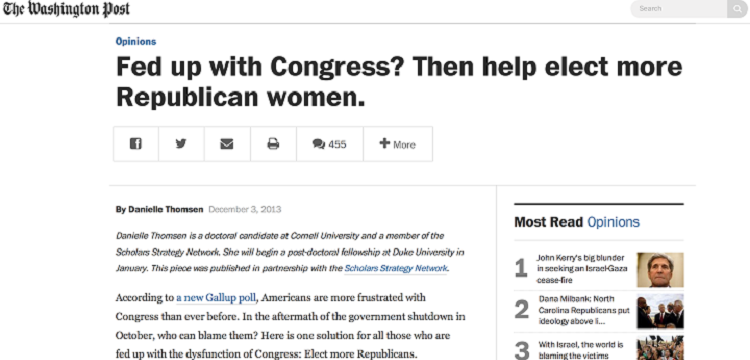 The Washington Post
Search
Opinions
Fed up with Congress? Then help elect more
Republican women.
455
More
By Danielle Thomsen December 3, 2013
Danielle Thomsen is a doctoral candidate at Cornell University and a member of the
Scholars Strategy Network. She will begin a post-doctoral fellowship at Duke University in
January. This piece was published in partnership with the Scholars Strategy Network.
According to a new Gallup poll, Americans are more frustrated with
Congress than ever before. In the aftermath of the government shutdown in
October, who can blame them? Here is one solution for all those who are
fed up with the dysfunction of Congress: Elect more Republicans.
Most Read Opinions
1
John Kerry's big blunder
in seeking an Israel-Gaza
cease-fire
2
Dana Milbank: North
Carolina Republicans put
ideology above i...
3
With Israel, the world is
blaming the victims